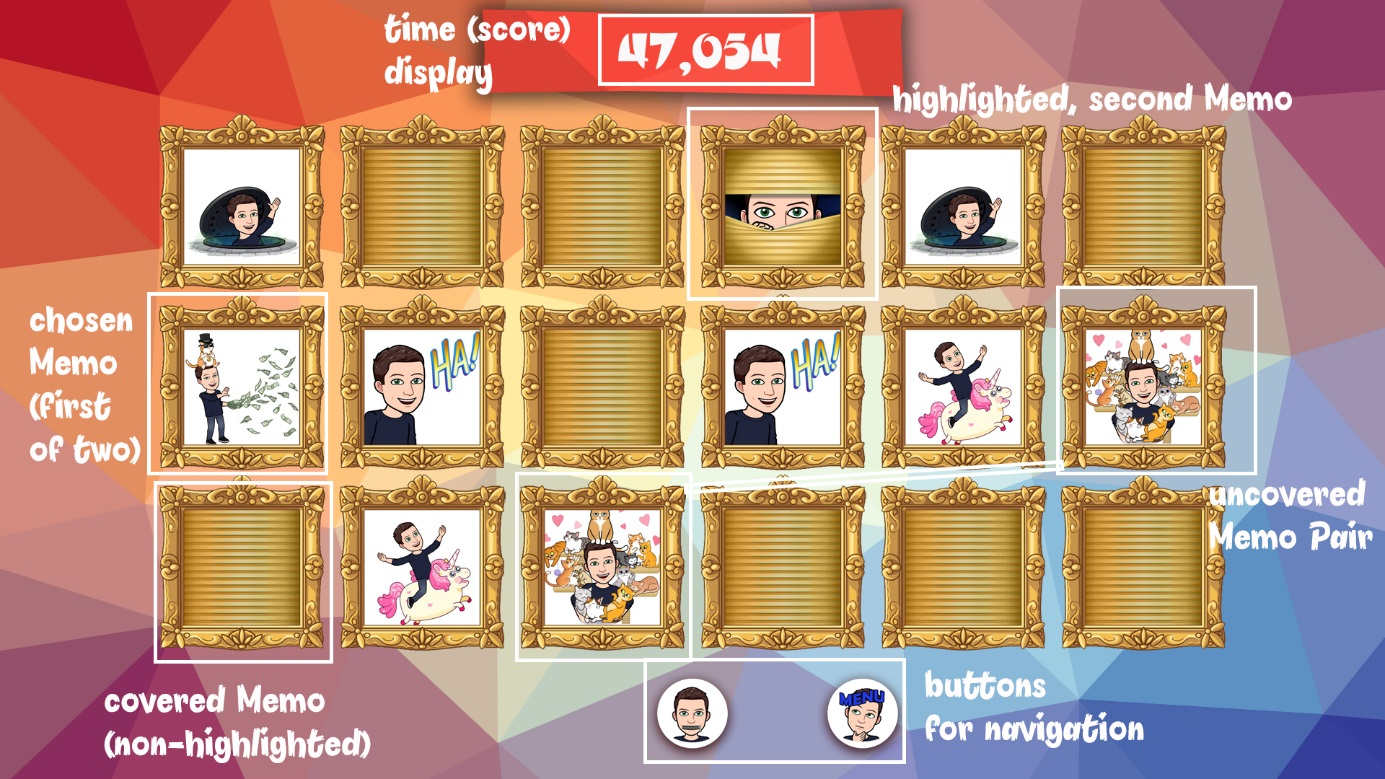 time (score)
display
47,054
highlighted, second Memo
chosen
Memo
(first
of two)
HA!
HA!
uncovered
Memo Pair
covered Memo
(non-highlighted)
MENU
buttons
for navigation